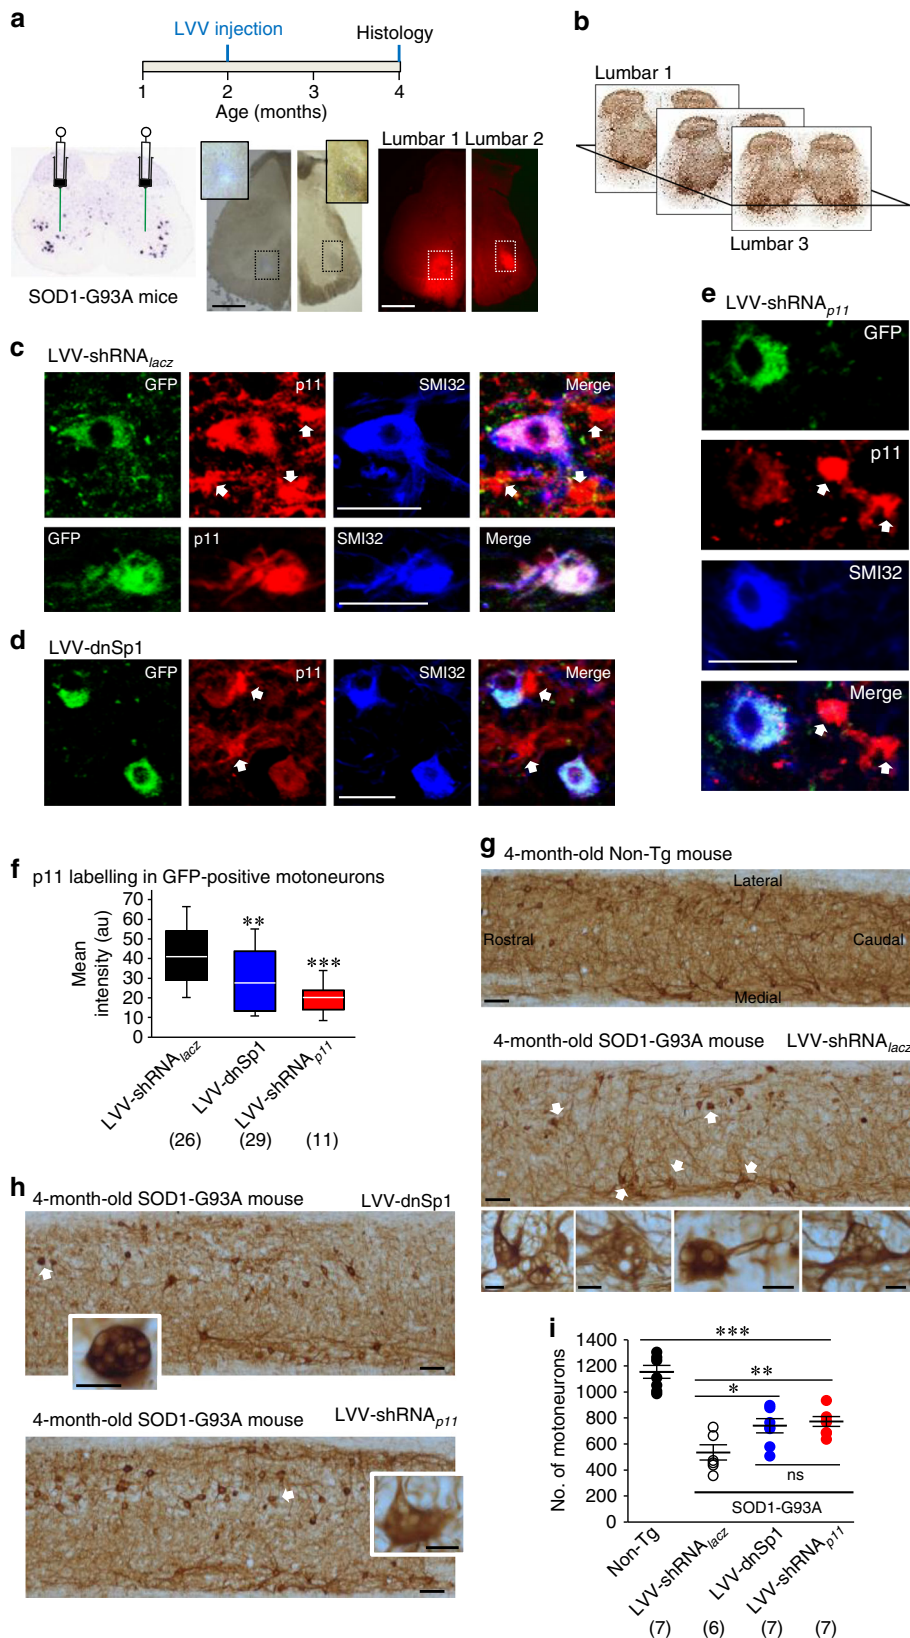 a
LVV injection
Histology
1 2 3 4
Age (months)
Lumbar 1 Lumbar 2
SOD1-G93A mice
b
Lumbar 1
Lumbar 3
c
LVV-shRNAlacz
GFP p11 SMI32 Merge
GFP p11 SMI32 Merge
d
LVV-dnSp1
GFP p11 SMI32 Merge
e
LVV-shRNAp11
GFP
p11
SMI32
Merge
f
p11 labelling in GFP-positive motoneurons
Mean
intensity (au)
70
60
50
40
30
20
10
0
**
***
LVV-shRNAlacz
LVV-dnSp1
LVV-shRNAp11
(26) (29) (11)
g
4-month-old Non-Tg mouse
Lateral
Rostral Caudal
Medial
4-month-old SOD1-G93A mouse LVV-shRNAlacz
h
4-month-old SOD1-G93A mouse LVV-dnSp1
4-month-old SOD1-G93A mouse LVV-shRNAp11
i
No. of motoneurons
1400
1200
1000
800
600
400
200
0
***
**
*
ns
SOD1-G93A
Non-Tg
LVV-shRNAlacz
LVV-dnSp1
LVV-shRNAp11
(7) (6) (7) (7)